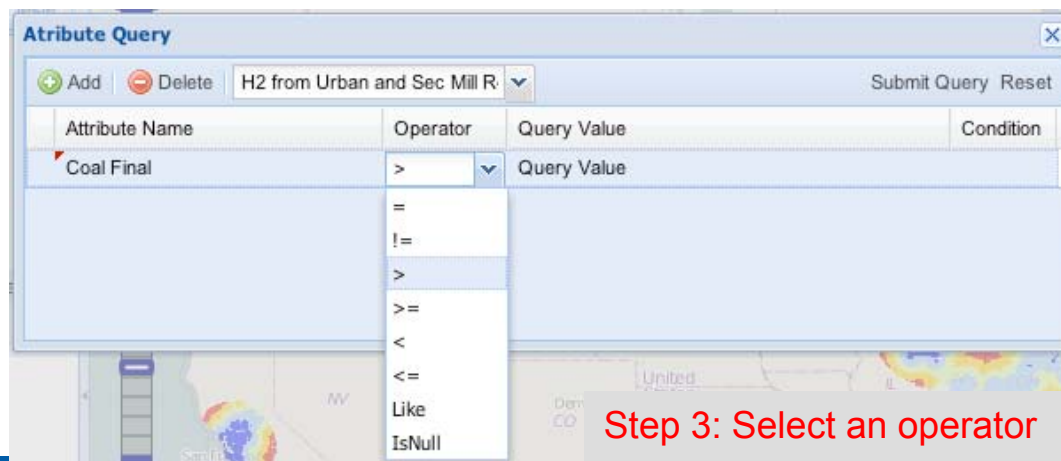 Atribute Query
Add Delete H2 from Urban and Sec Mill R Submit Query Reset
Attribute Name Operator Query Value Condition
Coal Final > Query Value
=
!=
>
>=
<
<=
Like
IsNull
United
NV
CO
Step 3: Select an operator